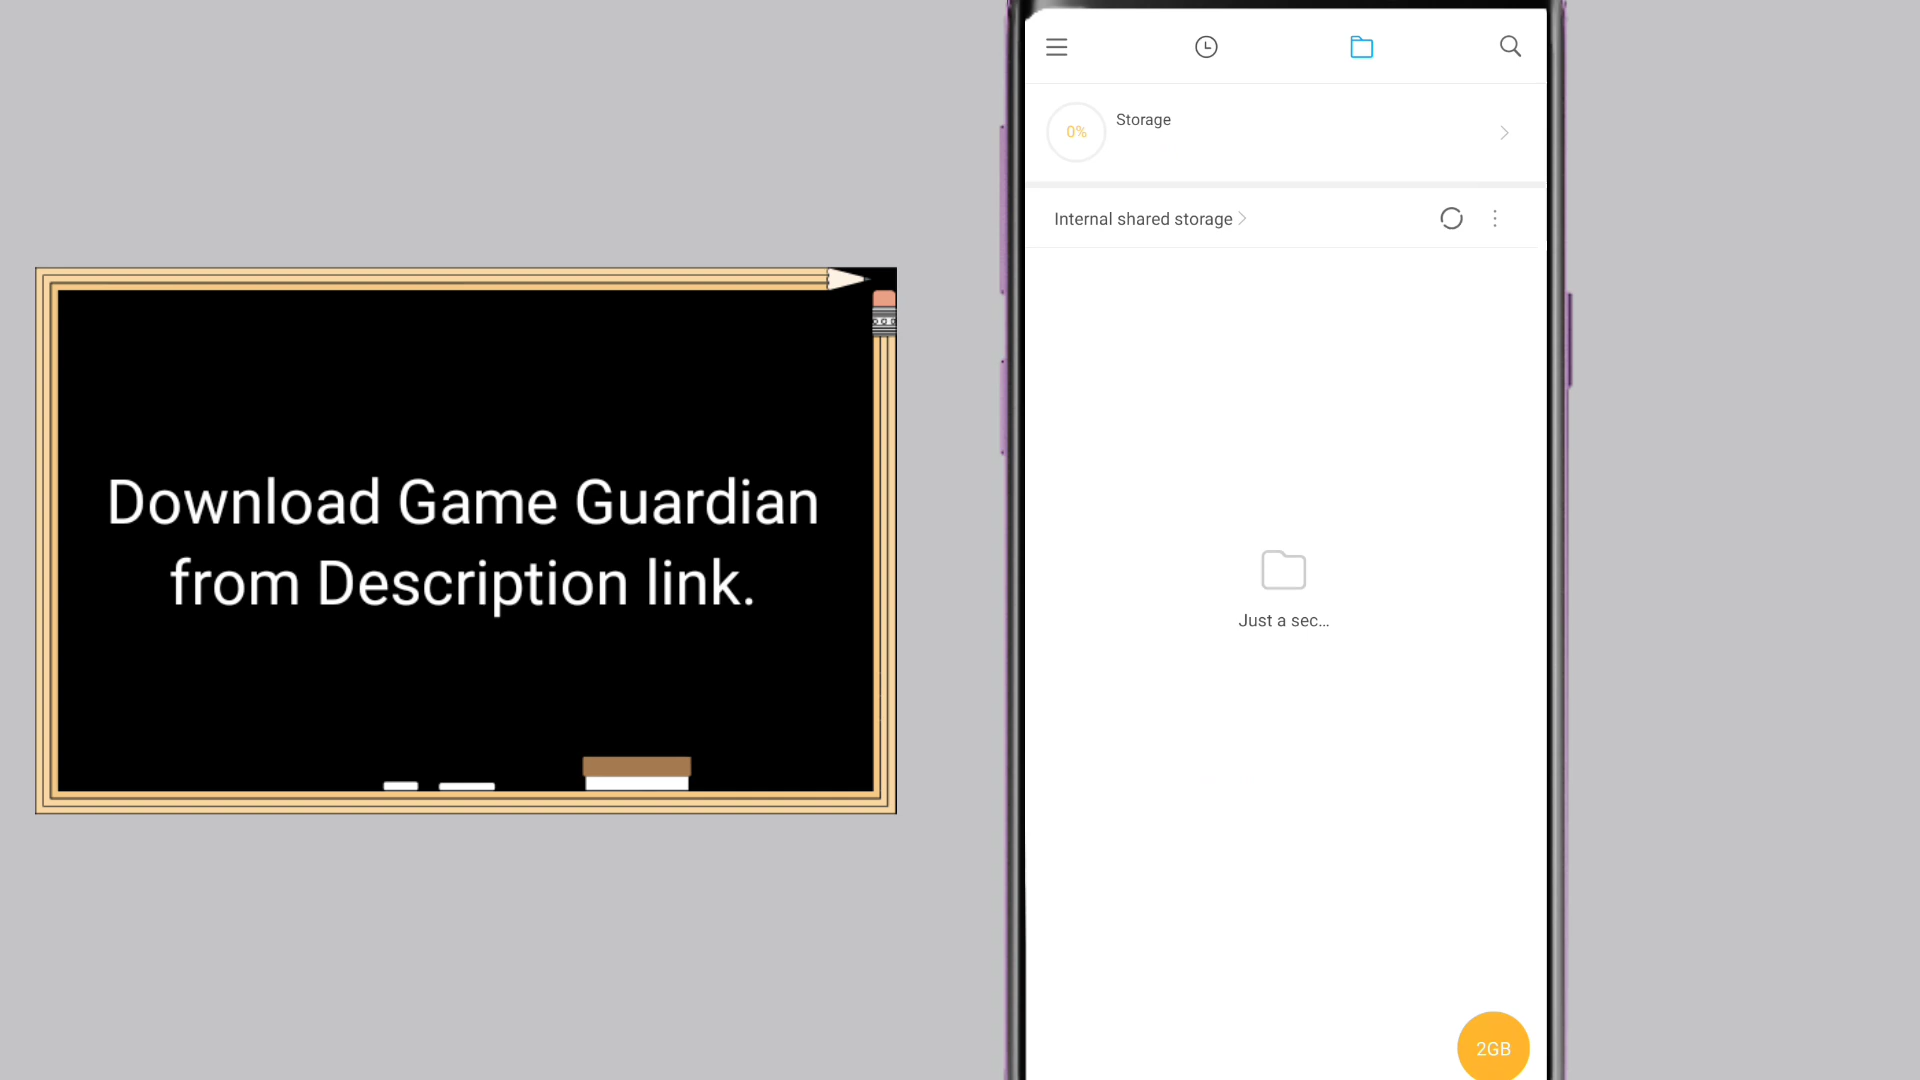 Download Game Guardian
from Description link.
0%
Storage
Internal shared storage
Just a sec...
2GB